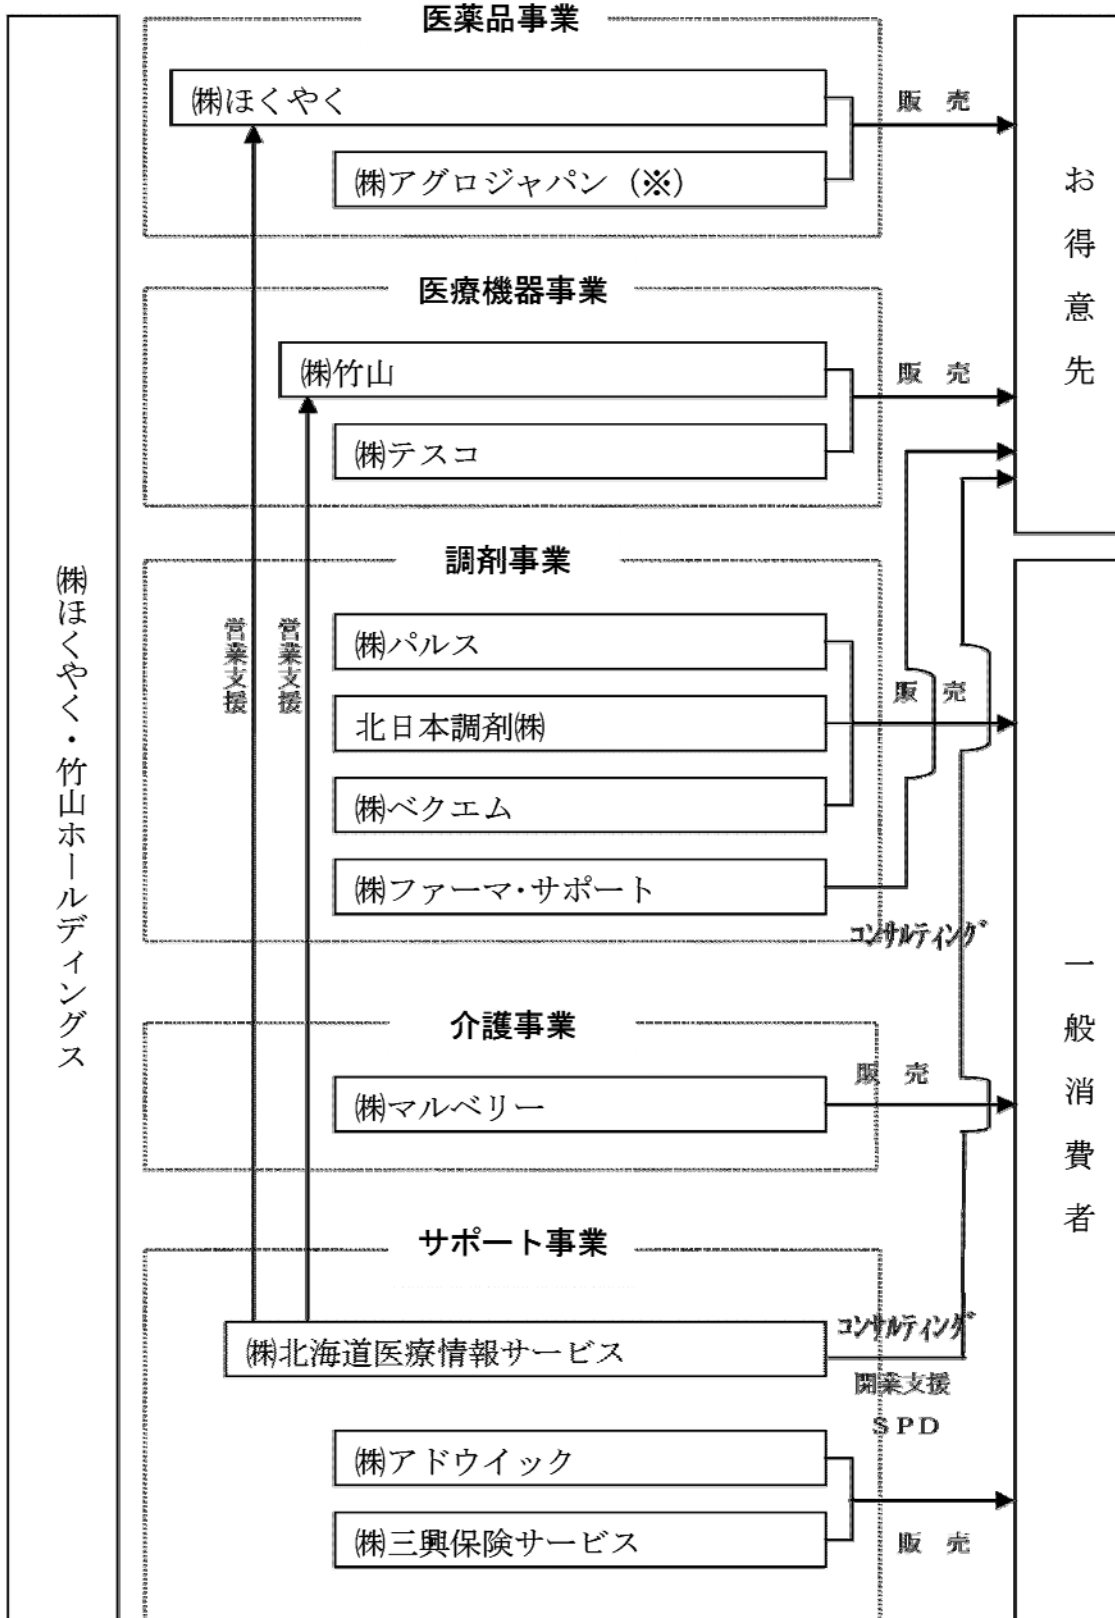 ㈱ほくやく・竹山ホールディングス
医薬品事業
㈱ほくやく
㈱アグロジャパン（※）
販 売
医療機器事業
㈱竹山
㈱テスコ
販 売
お得意先
調剤事業
営業支援
営業支援
㈱パルス
北日本調剤㈱
㈱ベクエム
㈱ファーマ・サポート
販 売
コンサルティング
介護事業
㈱マルベリー
販 売
一般消費者
サポート事業
㈱北海道医療情報サービス
コンサルティング
開業支援
ＳＰＤ
㈱アドウイック
㈱三興保険サービス
販 売